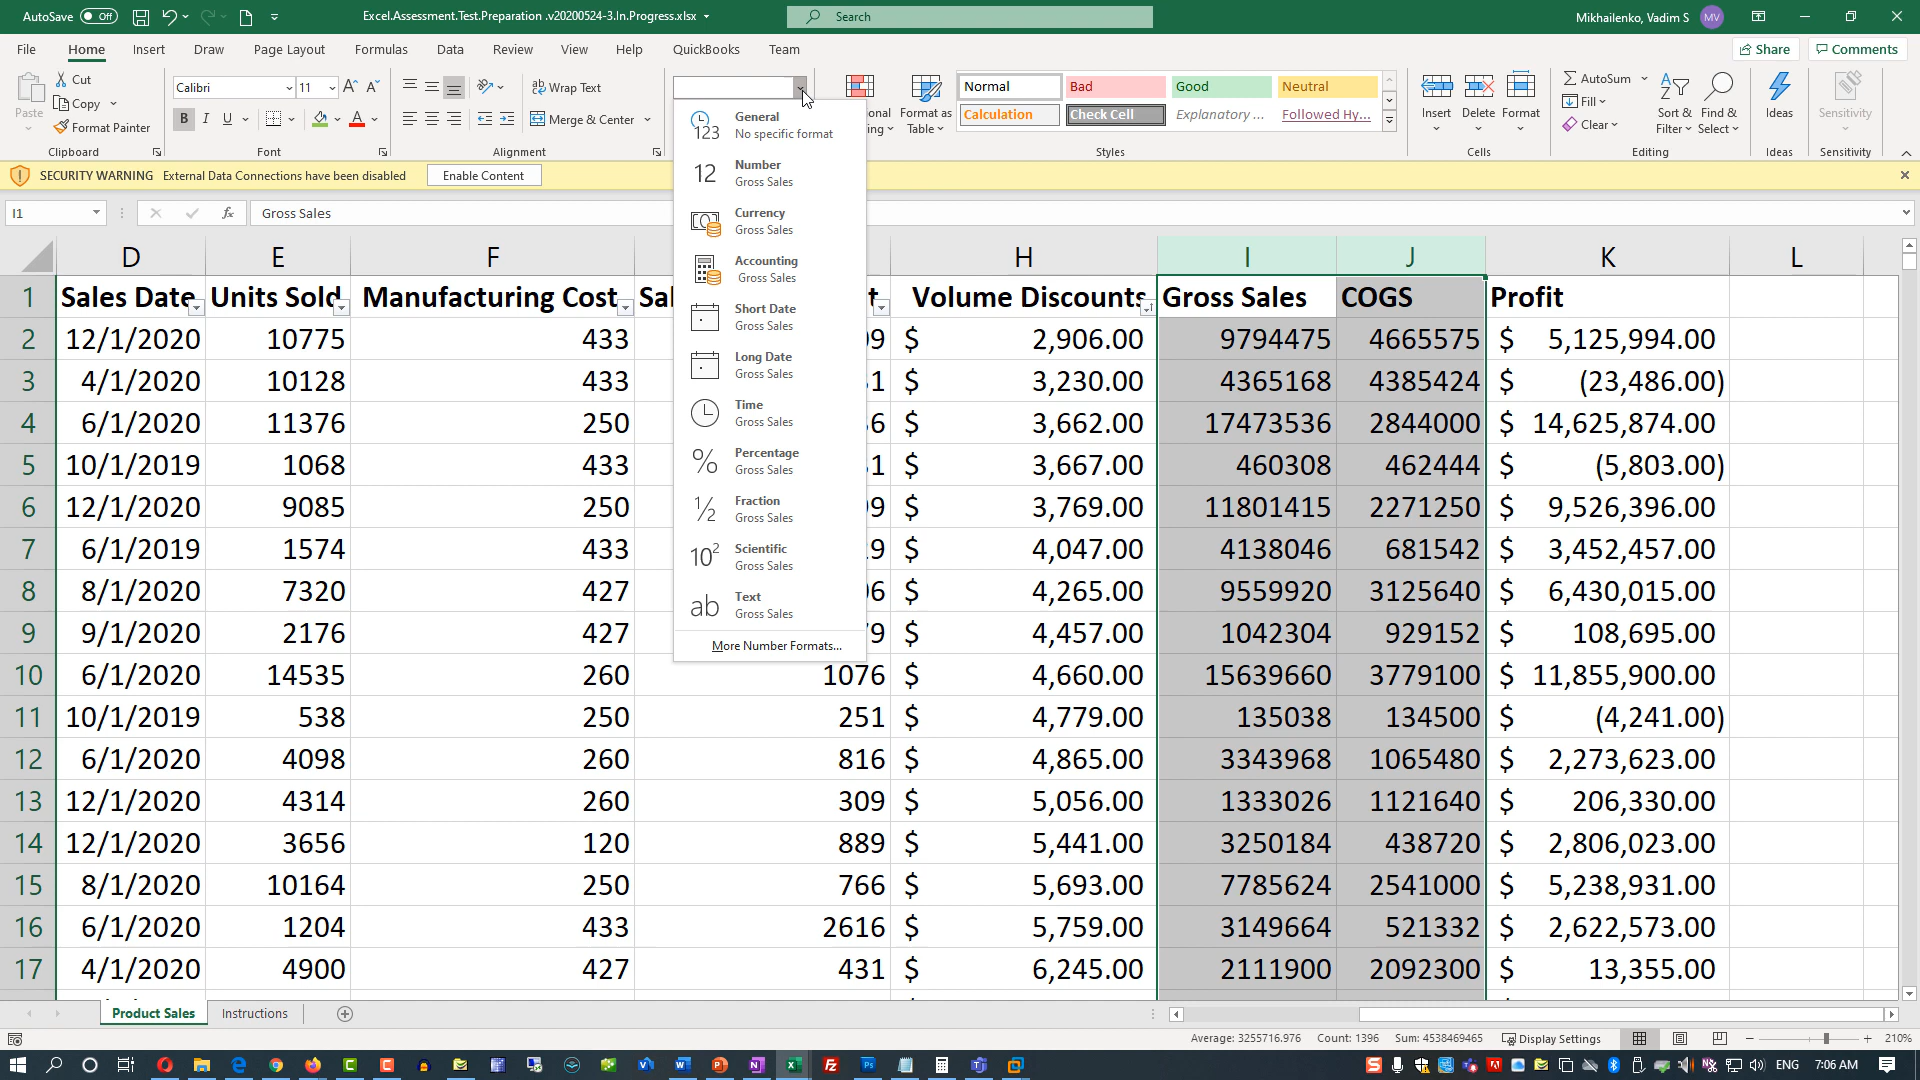 AutoSave Off Excel.Assessment.Test.Preparation .v20200524-3.In.Progress.xlsx Search Mikhailenko, Vadim S MV
File Home Insert Draw Page Layout Formulas Data Review View Help QuickBooks Team Share Comments
Paste Cut Copy Format Painter Clipboard
Calibri 11 A A B I U A Font
ab Wrap Text Merge & Center Alignment
onal ing Format as Table Normal Bad Good Neutral
Calculation Check Cell Explanatory ... Followed Hy... Styles
Insert Delete Format Cells
AutoSum Fill Clear Sort & Filter Find & Select Editing
Ideas Ideas Sensitivity Sensitivity
SECURITY WARNING External Data Connections have been disabled Enable Content
I1 fx Gross Sales
123 General
No specific format
12 Number
Gross Sales
Currency
Gross Sales
Accounting
Gross Sales
Short Date
Gross Sales
Long Date
Gross Sales
Time
Gross Sales
% Percentage
Gross Sales
½ Fraction
Gross Sales
10² Scientific
Gross Sales
ab Text
Gross Sales
More Number Formats...
D E F H I J K L
1 Sales Date Units Sold Manufacturing Cost Sal t Volume Discounts Gross Sales COGS Profit
2 12/1/2020 10775 433 09 $ 2,906.00 9794475 4665575 $ 5,125,994.00
3 4/1/2020 10128 433 31 $ 3,230.00 4365168 4385424 $ (23,486.00)
4 6/1/2020 11376 250 36 $ 3,662.00 17473536 2844000 $ 14,625,874.00
5 10/1/2019 1068 433 31 $ 3,667.00 460308 462444 $ (5,803.00)
6 12/1/2020 9085 250 99 $ 3,769.00 11801415 2271250 $ 9,526,396.00
7 6/1/2019 1574 433 29 $ 4,047.00 4138046 681542 $ 3,452,457.00
8 8/1/2020 7320 427 06 $ 4,265.00 9559920 3125640 $ 6,430,015.00
9 9/1/2020 2176 427 79 $ 4,457.00 1042304 929152 $ 108,695.00
10 6/1/2020 14535 260 1076 $ 4,660.00 15639660 3779100 $ 11,855,900.00
11 10/1/2019 538 250 251 $ 4,779.00 135038 134500 $ (4,241.00)
12 6/1/2020 4098 260 816 $ 4,865.00 3343968 1065480 $ 2,273,623.00
13 12/1/2020 4314 260 309 $ 5,056.00 1333026 1121640 $ 206,330.00
14 12/1/2020 3656 120 889 $ 5,441.00 3250184 438720 $ 2,806,023.00
15 8/1/2020 10164 250 766 $ 5,693.00 7785624 2541000 $ 5,238,931.00
16 6/1/2020 1204 433 2616 $ 5,759.00 3149664 521332 $ 2,622,573.00
17 4/1/2020 4900 427 431 $ 6,245.00 2111900 2092300 $ 13,355.00
Product Sales Instructions
Average: 3255716.976 Count: 1396 Sum: 4538469465 Display Settings 210%
ENG 7:06 AM